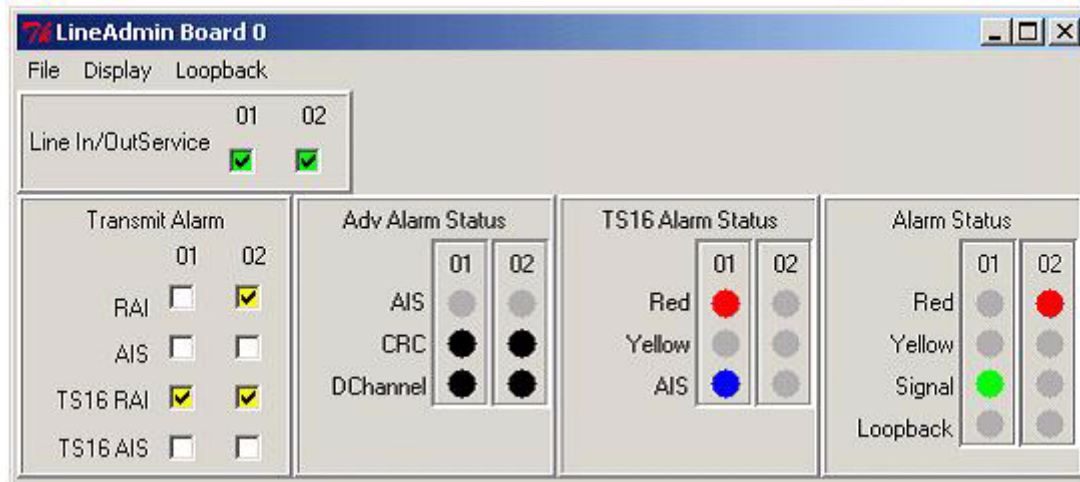 LineAdmin Board 0
File Display Loopback
01 02
Line In/OutService
Transmit Alarm
01 02
RAI
AIS
TS16 RAI
TS16 AIS
Adv Alarm Status
01 02
AIS
CRC
DChannel
TS16 Alarm Status
01 02
Red
Yellow
AIS
Alarm Status
01 02
Red
Yellow
Signal
Loopback